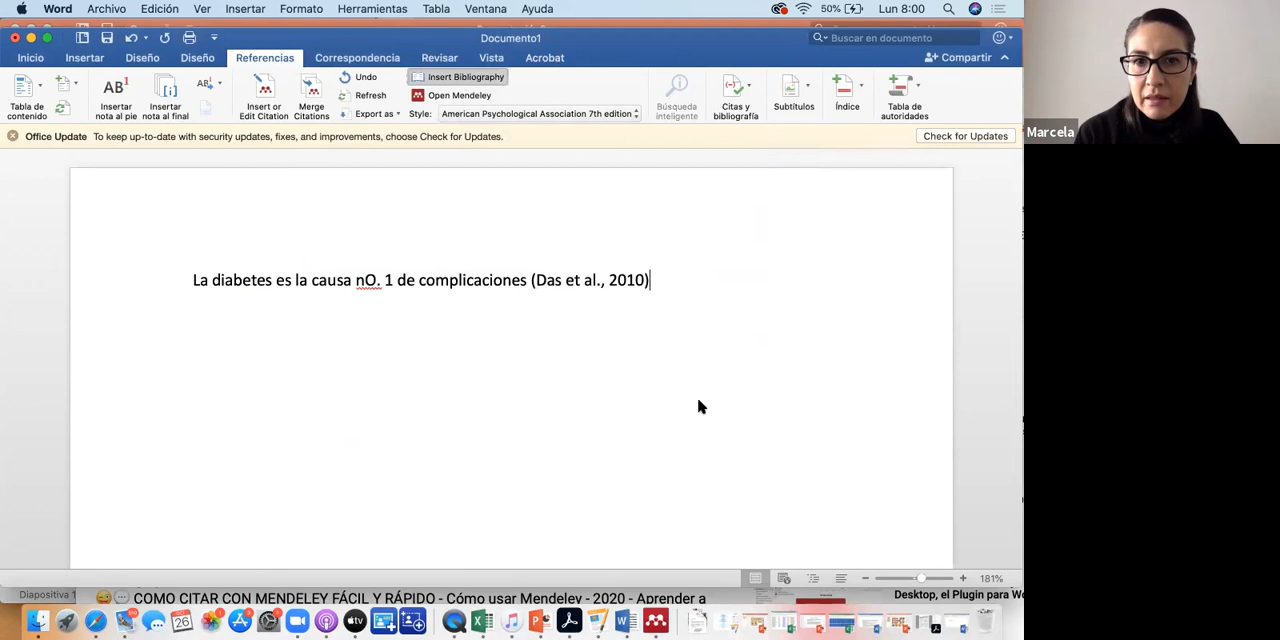 Word Archivo Edición Ver Insertar Formato Herramientas Tabla Ventana Ayuda 50% Lun 8:00
Documento1 Buscar en documento
Inicio Insertar Diseño Diseño Referencias Correspondencia Revisar Vista Acrobat Compartir
Tabla de contenido
AB1 Insertar nota al pie
Insertar nota al final
AB1
Insert or Edit Citation
Merge Citations
Undo
Refresh
Export as
Insert Bibliography
Open Mendeley
Style: American Psychological Association 7th edition
Búsqueda inteligente
Citas y bibliografía
Subtítulos
Índice
Tabla de autoridades
Office Update To keep up-to-date with security updates, fixes, and improvements, choose Check for Updates. Check for Updates
Marcela
La diabetes es la causa nO. 1 de complicaciones (Das et al., 2010)
181%
Diapositiva 1 COMO CITAR CON MENDELEY FÁCIL Y RÁPIDO - Cómo usar Mendeley - 2020 - Aprender a
Desktop, el Plugin para Wo
26